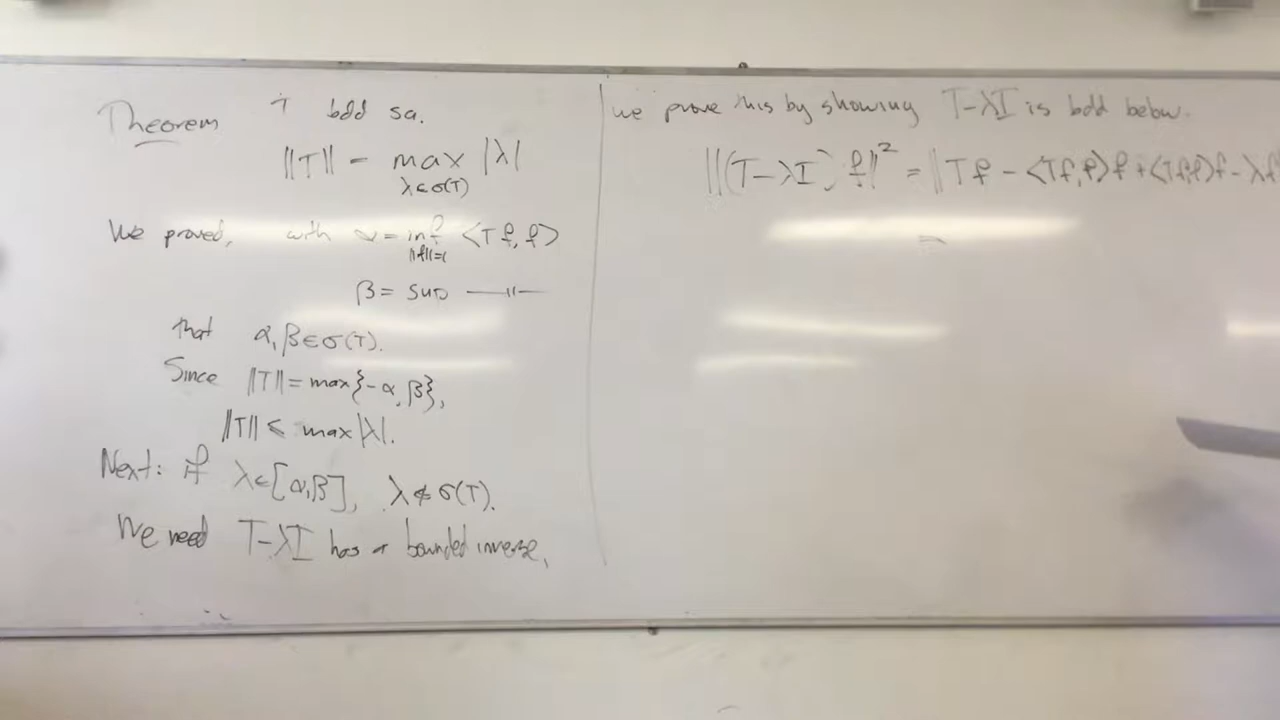 Theorem T bdd sa.
||T|| = max |λ|
λ∈σ(T)
We proved, with α = inf <Tf, f>
||f||=1
β = sup —"—
that α, β ∈ σ(T).
Since ||T|| = max{-α, β},
||T|| ≤ max|λ|.
Next: if λ∈[α,β], λ∉σ(T).
We need T-λI has a bounded inverse,
we prove this by showing T-λI is bdd below.
||(T-λI) f||² = ||Tf - <Tf,f>f + <Tf,f>f - λf
=